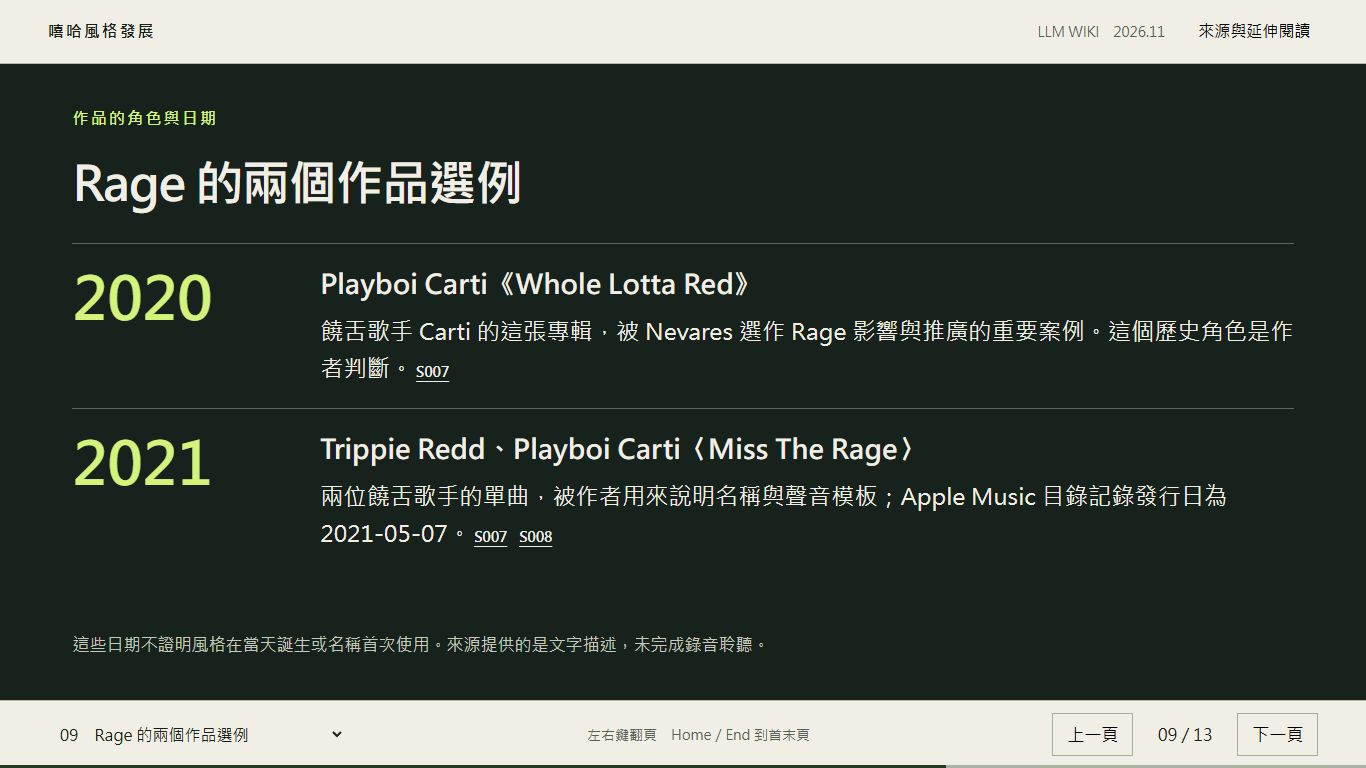 嘻哈風格發展
LLM WIKI 2026.11 來源與延伸閱讀
作品的角色與日期
Rage 的兩個作品選例
2020
Playboi Carti《Whole Lotta Red》
饒舌歌手 Carti 的這張專輯，被 Nevares 選作 Rage 影響與推廣的重要案例。這個歷史角色是作
者判斷。 S007
2021
Trippie Redd、Playboi Carti〈Miss The Rage〉
兩位饒舌歌手的單曲，被作者用來說明名稱與聲音模板；Apple Music 目錄記錄發行日為
2021-05-07。 S007 S008
這些日期不證明風格在當天誕生或名稱首次使用。來源提供的是文字描述，未完成錄音聆聽。
09 Rage 的兩個作品選例
左右鍵翻頁 Home / End 到首末頁
上一頁 09 / 13 下一頁